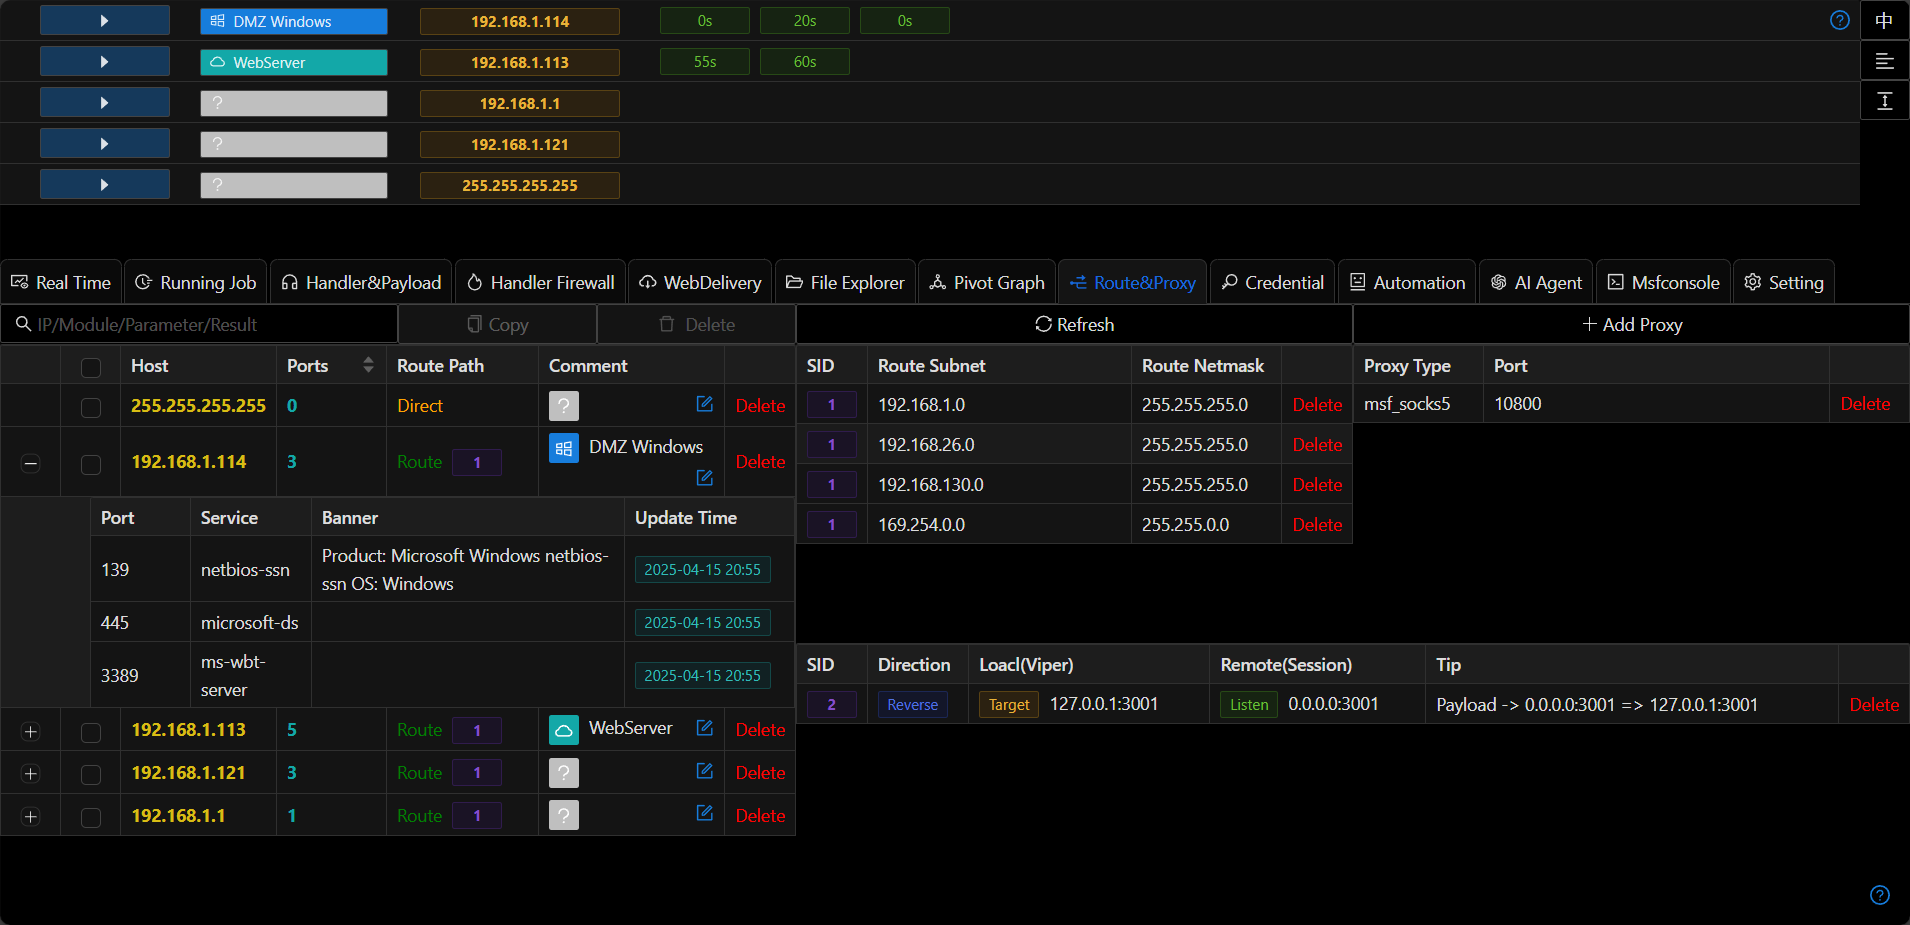 DMZ Windows 192.168.1.114 0s 20s 0s 中
WebServer 192.168.1.113 55s 60s
? 192.168.1.1
? 192.168.1.121
? 255.255.255.255
Real Time Running Job Handler&Payload Handler Firewall WebDelivery File Explorer Pivot Graph Route&Proxy Credential Automation AI Agent Msfconsole Setting
IP/Module/Parameter/Result Copy Delete Refresh + Add Proxy
Host Ports Route Path Comment
255.255.255.255 0 Direct ? Delete
192.168.1.114 3 Route 1 DMZ Windows Delete
Port Service Banner Update Time
139 netbios-ssn Product: Microsoft Windows netbios-
ssn OS: Windows 2025-04-15 20:55
445 microsoft-ds 2025-04-15 20:55
3389 ms-wbt-
server 2025-04-15 20:55
192.168.1.113 5 Route 1 WebServer Delete
192.168.1.121 3 Route 1 ? Delete
192.168.1.1 1 Route 1 ? Delete
SID Route Subnet Route Netmask
1 192.168.1.0 255.255.255.0 Delete
1 192.168.26.0 255.255.255.0 Delete
1 192.168.130.0 255.255.255.0 Delete
1 169.254.0.0 255.255.0.0 Delete
Proxy Type Port
msf_socks5 10800 Delete
SID Direction Loacl(Viper) Remote(Session) Tip
2 Reverse Target 127.0.0.1:3001 Listen 0.0.0.0:3001 Payload -> 0.0.0.0:3001 => 127.0.0.1:3001 Delete